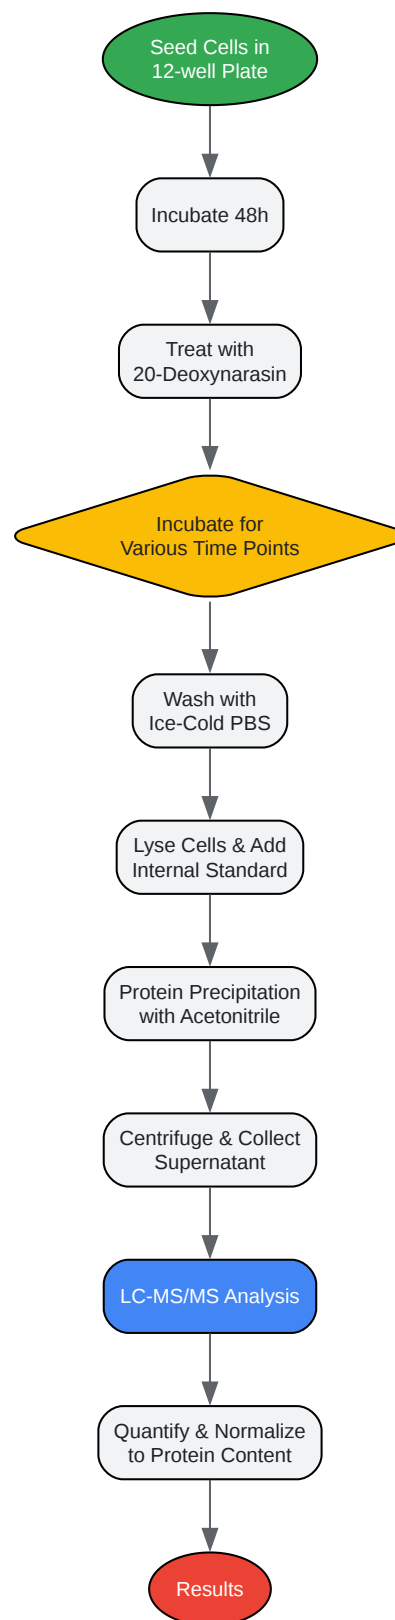 Seed Cells in
12-well Plate
Incubate 48h
Treat with
20-Deoxynarasin
Incubate for
Various Time Points
Wash with
Ice-Cold PBS
Lyse Cells & Add
Internal Standard
Protein Precipitation
with Acetonitrile
Centrifuge & Collect
Supernatant
LC-MS/MS Analysis
Quantify & Normalize
to Protein Content
Results